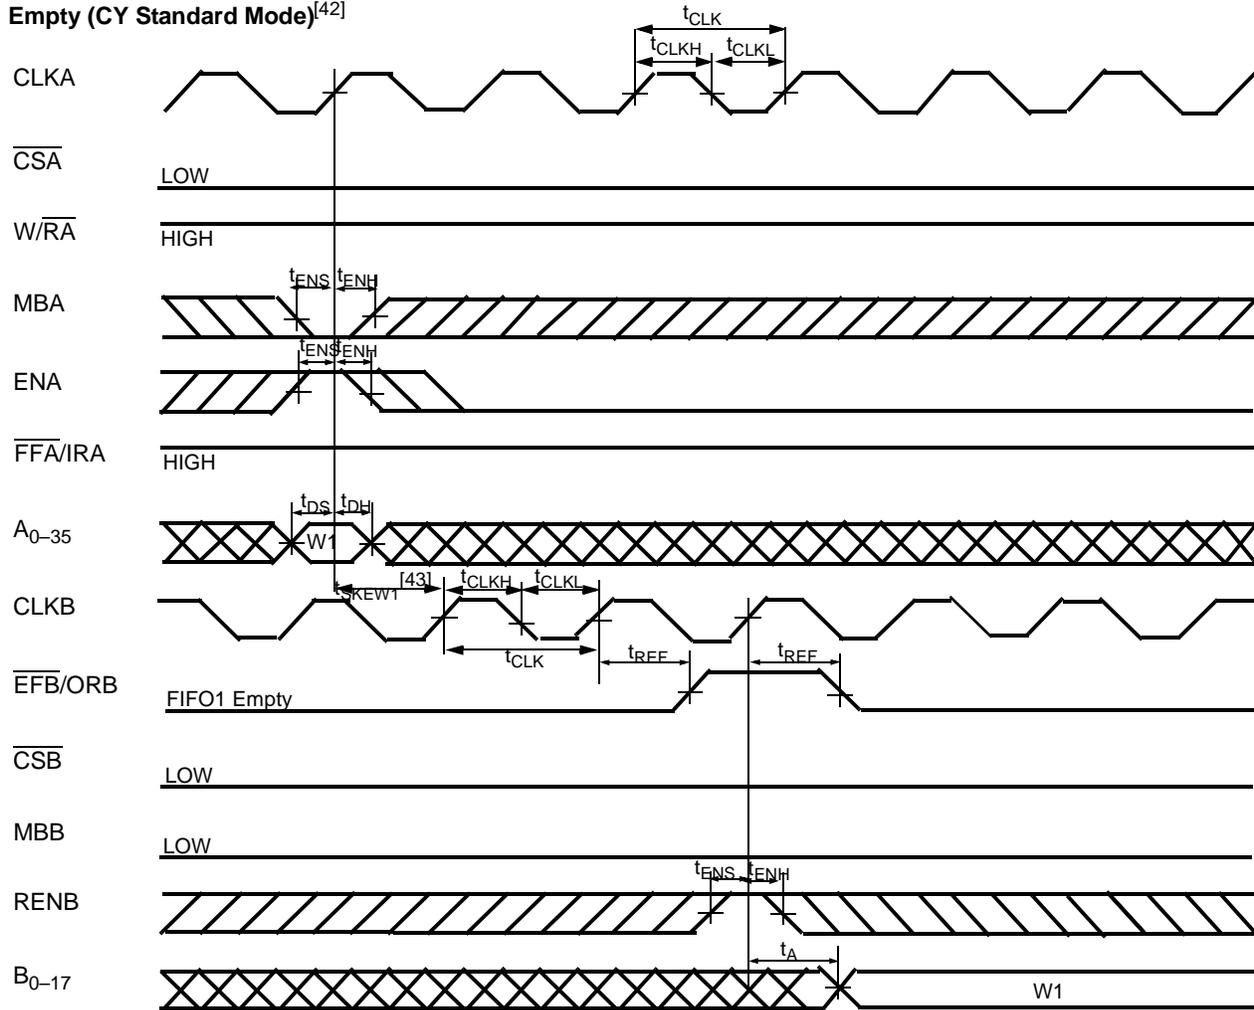 Empty (CY Standard Mode)[42]
tCLK
tCLKH tCLKL
CLKA
CSA
LOW
W/RA
HIGH
tENS tENH
MBA
tENS tENH
ENA
FFA/IRA
HIGH
tDS tDH
A0–35
W1
tSKEW1[43] tCLKH tCLKL
CLKB
tCLK tREF tREF
EFB/ORB
FIFO1 Empty
CSB
LOW
MBB
LOW
tENS tENH
RENB
tA
B0–17
W1